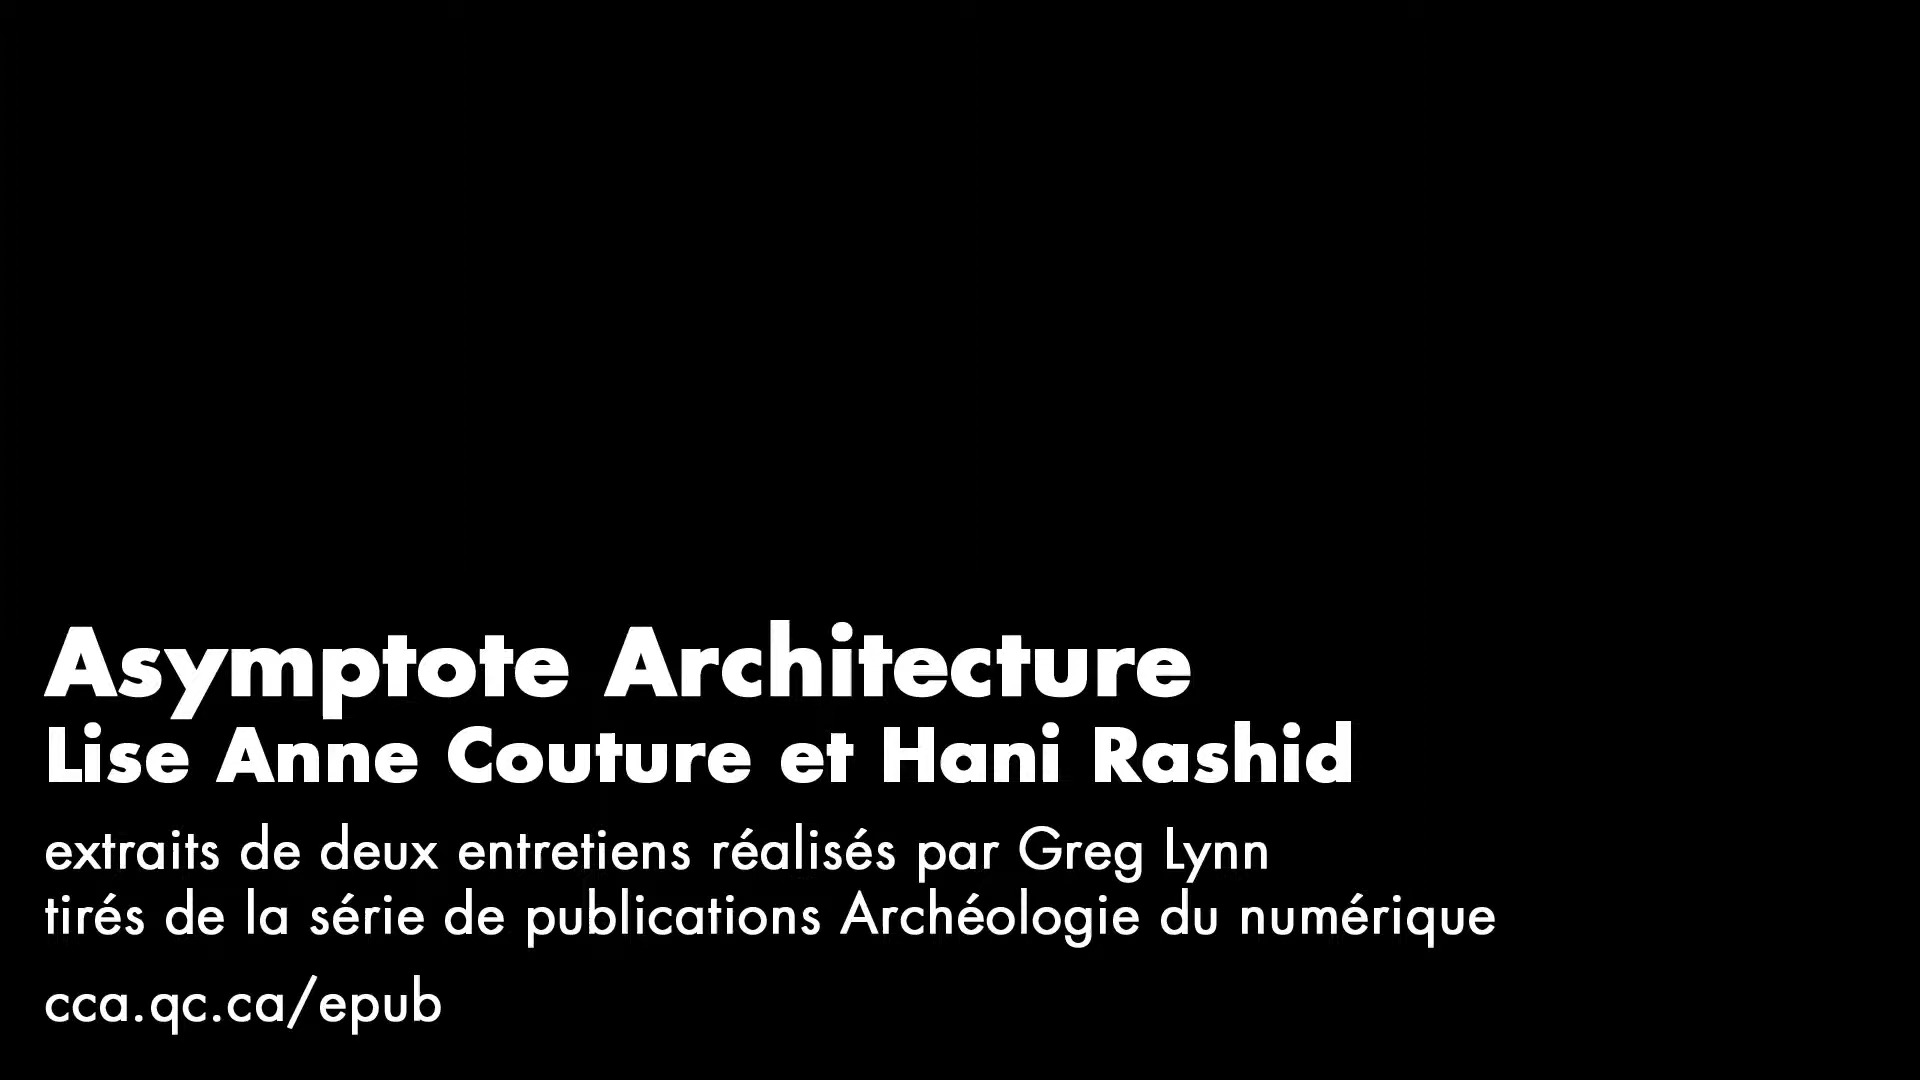 Asymptote Architecture
Lise Anne Couture et Hani Rashid
extraits de deux entretiens réalisés par Greg Lynn
tirés de la série de publications Archéologie du numérique
cca.qc.ca/epub